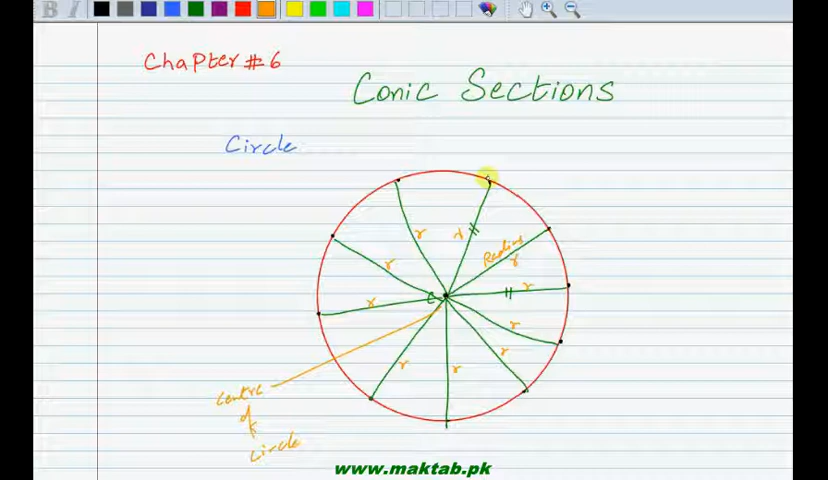 Chapter # 6
Conic Sections
Circle
r
r
Radius
r
r
r
r
C
r
r
r
r
r
Centre
of
Circle
www.maktab.pk